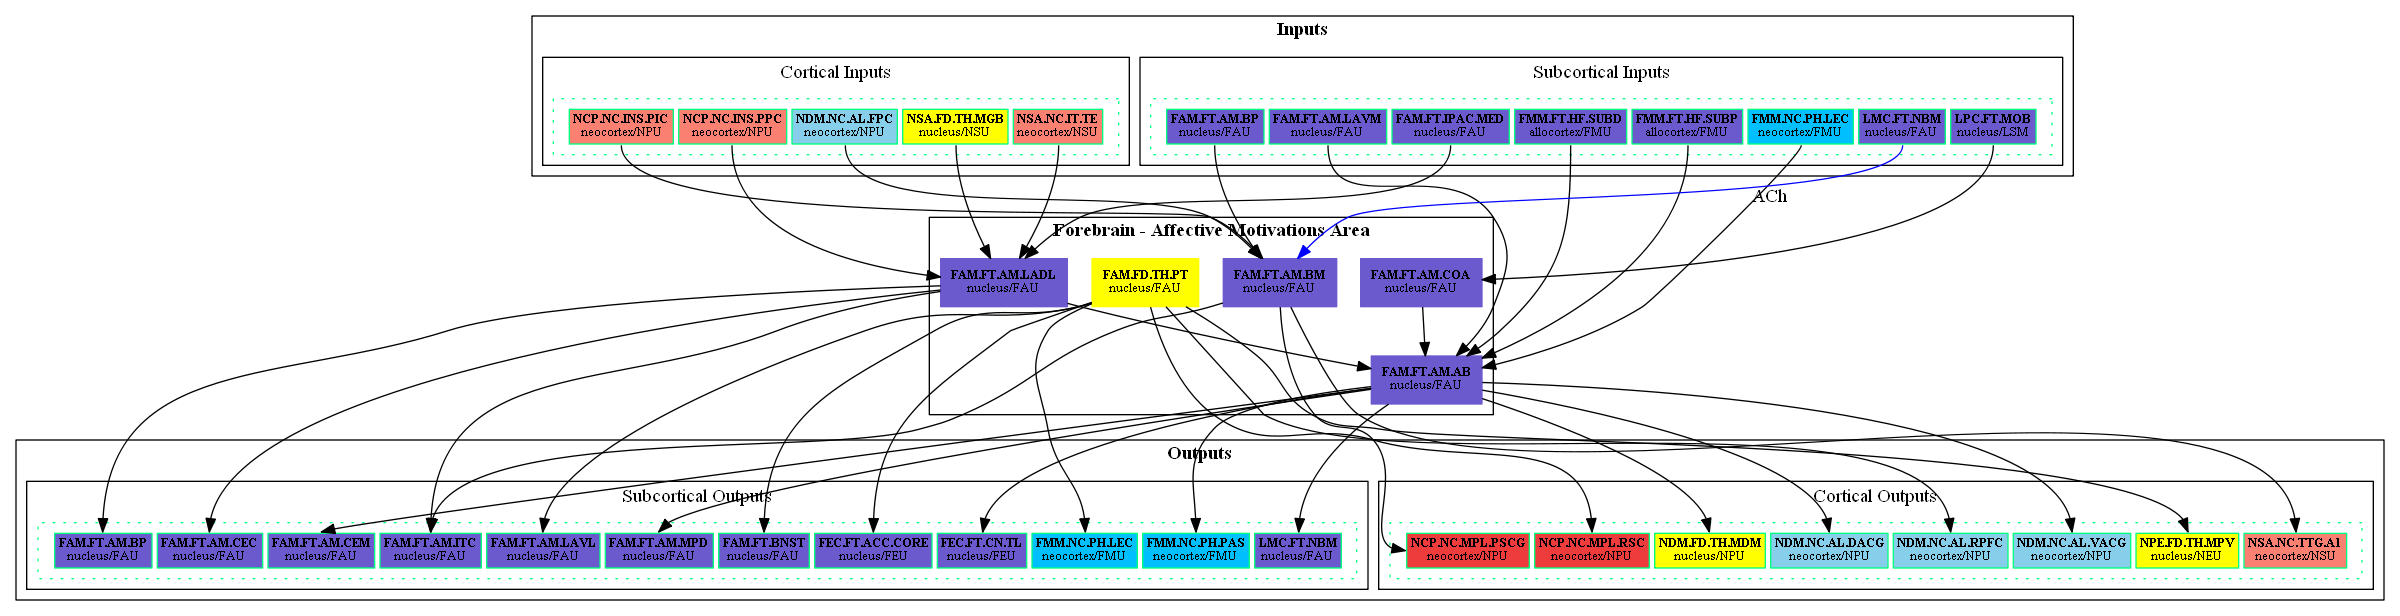 Inputs
Cortical Inputs
Subcortical Inputs
NCP.NC.INS.PIC
neocortex/NPU
NCP.NC.INS.PPC
neocortex/NPU
NDM.NC.AL.FPC
neocortex/NPU
NSA.FD.TH.MGB
nucleus/NSU
NSA.NC.IT.TE
neocortex/NSU
FAM.FT.AM.BP
nucleus/FAU
FAM.FT.AM.LAVM
nucleus/FAU
FAM.FT.IPAC.MED
nucleus/FAU
FMM.FT.HF.SUBD
allocortex/FMU
FMM.FT.HF.SUBP
allocortex/FMU
FMM.NC.PH.LEC
neocortex/FMU
LMC.FT.NBM
nucleus/FAU
LPC.FT.MOB
nucleus/LSM
ACh
Forebrain - Affective Motivations Area
FAM.FT.AM.LADL
nucleus/FAU
FAM.FD.TH.PT
nucleus/FAU
FAM.FT.AM.BM
nucleus/FAU
FAM.FT.AM.COA
nucleus/FAU
FAM.FT.AM.AB
nucleus/FAU
Outputs
Subcortical Outputs
Cortical Outputs
FAM.FT.AM.BP
nucleus/FAU
FAM.FT.AM.CEC
nucleus/FAU
FAM.FT.AM.CEM
nucleus/FAU
FAM.FT.AM.ITC
nucleus/FAU
FAM.FT.AM.LAVL
nucleus/FAU
FAM.FT.AM.MPD
nucleus/FAU
FAM.FT.BNST
nucleus/FAU
FEC.FT.ACC.CORE
nucleus/FEU
FEC.FT.CN.TL
nucleus/FEU
FMM.NC.PH.LEC
neocortex/FMU
FMM.NC.PH.PAS
neocortex/FMU
LMC.FT.NBM
nucleus/FAU
NCP.NC.MPL.PSCG
neocortex/NPU
NCP.NC.MPL.RSC
neocortex/NPU
NDM.FD.TH.MDM
nucleus/NPU
NDM.NC.AL.DACG
neocortex/NPU
NDM.NC.AL.RPFC
neocortex/NPU
NDM.NC.AL.VACG
neocortex/NPU
NPE.FD.TH.MPV
nucleus/NEU
NSA.NC.TTG.A1
neocortex/NSU